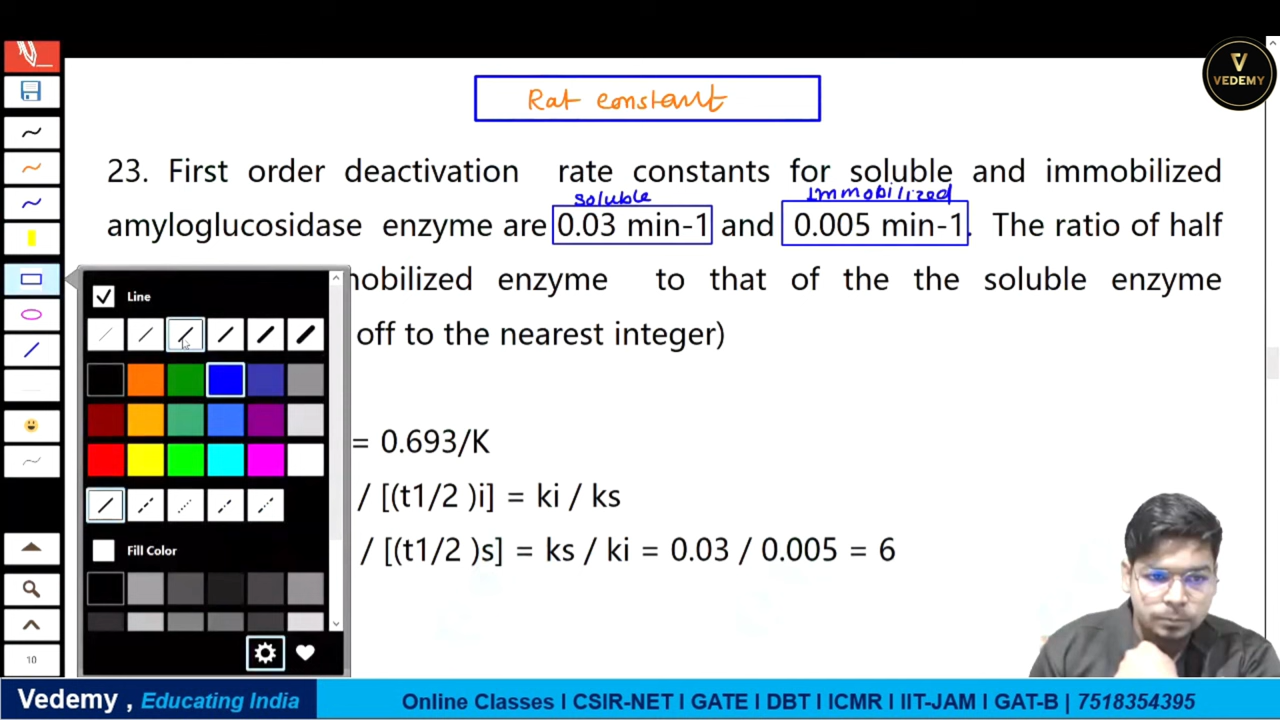 V
VEDEMY
Rat constant
23. First order deactivation rate constants for soluble and immobilized
soluble
Immobilized
amyloglucosidase enzyme are 0.03 min-1 and 0.005 min-1. The ratio of half
mobilized enzyme to that of the the soluble enzyme
Line
off to the nearest integer)
= 0.693/K
/ [(t1/2 )i] = ki / ks
Fill Color
/ [(t1/2 )s] = ks / ki = 0.03 / 0.005 = 6
10
Vedemy , Educating India
Online Classes I CSIR-NET I GATE I DBT I ICMR I IIT-JAM I GAT-B | 7518354395